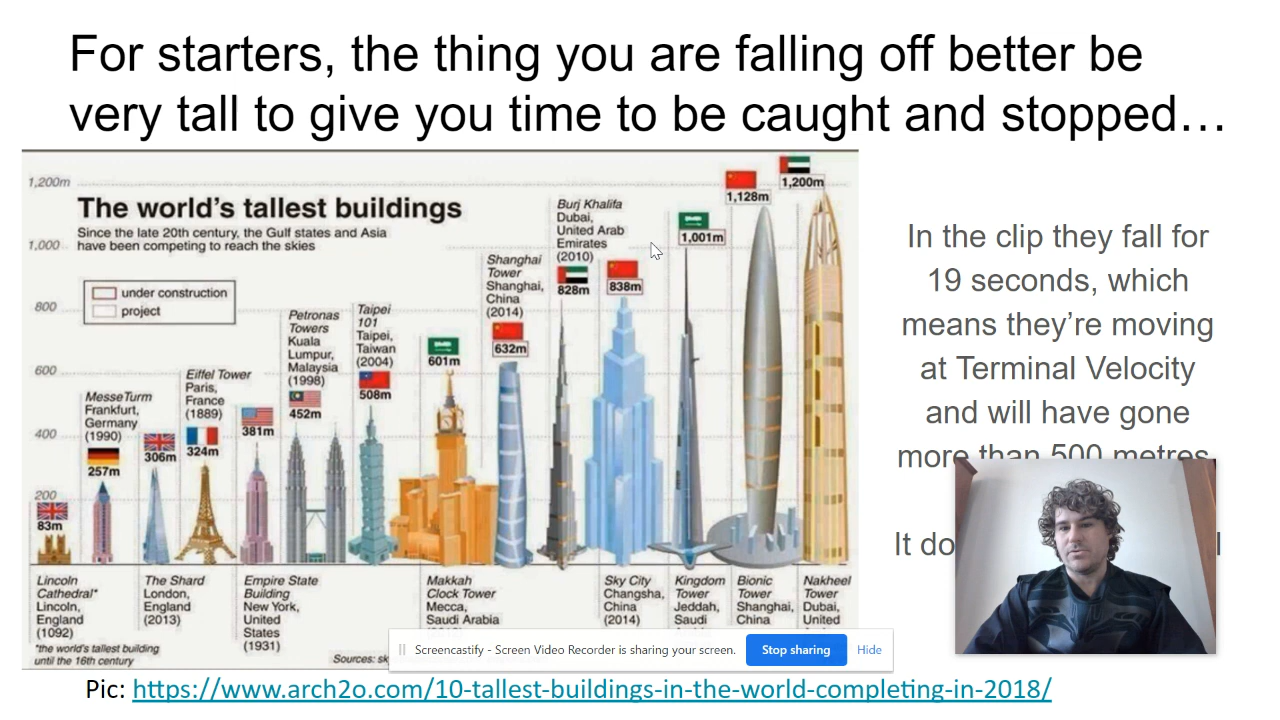 For starters, the thing you are falling off better be
very tall to give you time to be caught and stopped…
1,200m
1,000
800
600
400
200
The world's tallest buildings
Since the late 20th century, the Gulf states and Asia
have been competing to reach the skies
under construction
project
83m
MesseTurm
Frankfurt,
Germany
(1990)
257m
306m
Eiffel Tower
Paris,
France
(1889)
324m
381m
Petronas
Towers
Kuala
Lumpur,
Malaysia
(1998)
452m
Taipei
101
Taipei,
Taiwan
(2004)
508m
601m
Shanghai
Tower
Shanghai,
China
(2014)
632m
Burj Khalifa
Dubai,
United Arab
Emirates
(2010)
828m
838m
1,001m
1,128m
1,200m
Lincoln
Cathedral*
Lincoln,
England
(1092)
The Shard
London,
England
(2013)
Empire State
Building
New York,
United
States
(1931)
Makkah
Clock Tower
Mecca,
Saudi Arabia
Sky City
Changsha,
China
(2014)
Kingdom
Tower
Jeddah,
Saudi
Bionic
Tower
Shanghai,
China
Nakheel
Tower
Dubai,
United
*the world's tallest building
until the 16th century
Sources: sk
In the clip they fall for
19 seconds, which
means they're moving
at Terminal Velocity
and will have gone
more than 500 metres
It do
Screencastify - Screen Video Recorder is sharing your screen.
Stop sharing
Hide
Pic: https://www.arch2o.com/10-tallest-buildings-in-the-world-completing-in-2018/